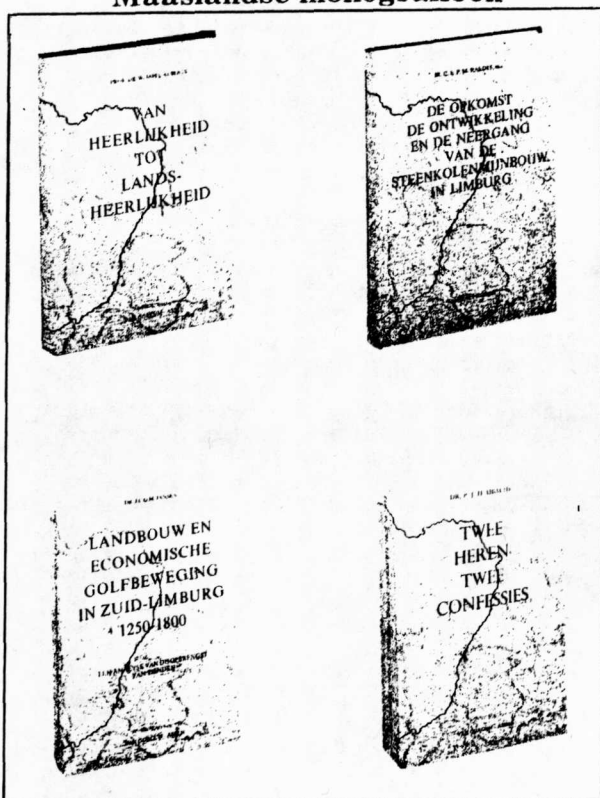 Maaslandse monografieën
VAN
HEERLIJKHEID
TOT
LANDS-
HEERLIJKHEID
DE OPKOMST
DE ONTWIKKELING
EN DE NEERGANG
VAN DE
STEENKOLENMIJNBOUW
IN LIMBURG
LANDBOUW EN
ECONOMISCHE
GOLFBEWEGING
IN ZUID-LIMBURG
1250-1800
TWEE
HEREN
TWEE
CONFESSIES